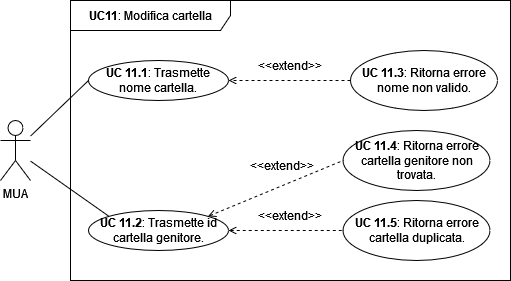 UC11: Modifica cartella
UC 11.1: Trasmette
nome cartella.
<<extend>>
UC 11.3: Ritorna errore
nome non valido.
MUA
UC 11.4: Ritorna errore
cartella genitore non
trovata.
<<extend>>
UC 11.2: Trasmette id
cartella genitore.
<<extend>>
UC 11.5: Ritorna errore
cartella duplicata.